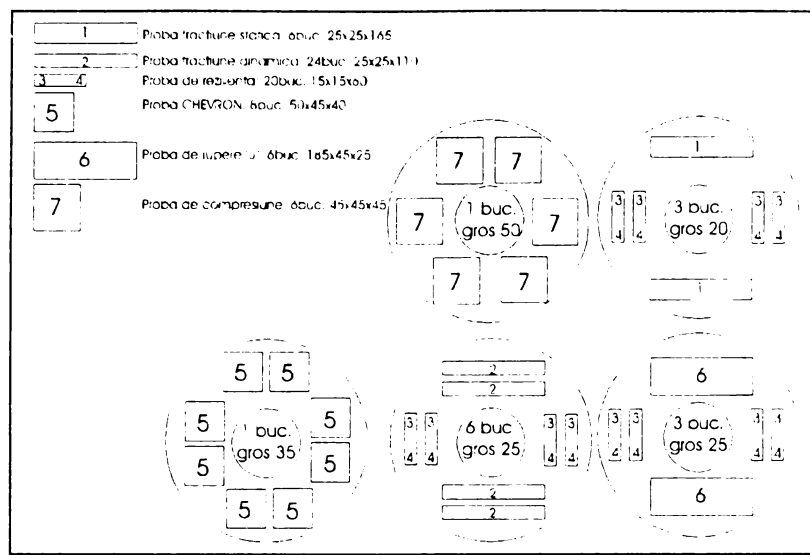 1 Proba tractiune statica 6buc. 25x25x165
2 Proba tractiune dinamica 24buc 25x25x110
3 4 Proba de rezilienta 20buc. 15x15x60
5 Proba CHEVRON 8buc. 50x45x40
6 Proba de rupere 6buc. 185x45x25
7 Proba de compresiune 6buc. 45x45x45
7 7
7 7
1 buc.
gros 50
7 7
1
3 3 3 3
3 buc.
gros 20
4 4 4 4
1
5 5
5 5
1 buc.
gros 35
5 5
5 5
2
2
3 3 3 3
6 buc.
gros 25
4 4 4 4
2
2
6
3 3 3 3
3 buc.
gros 25
4 4 4 4
6